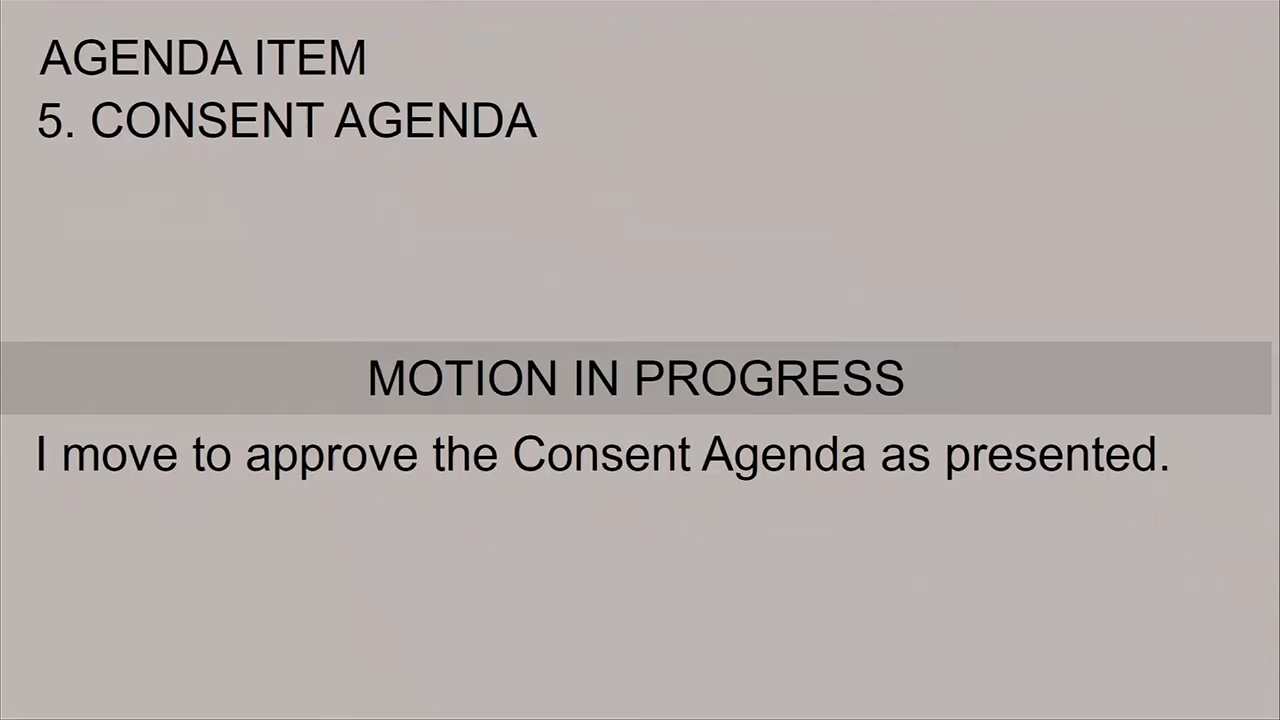 AGENDA ITEM
5. CONSENT AGENDA
MOTION IN PROGRESS
I move to approve the Consent Agenda as presented.